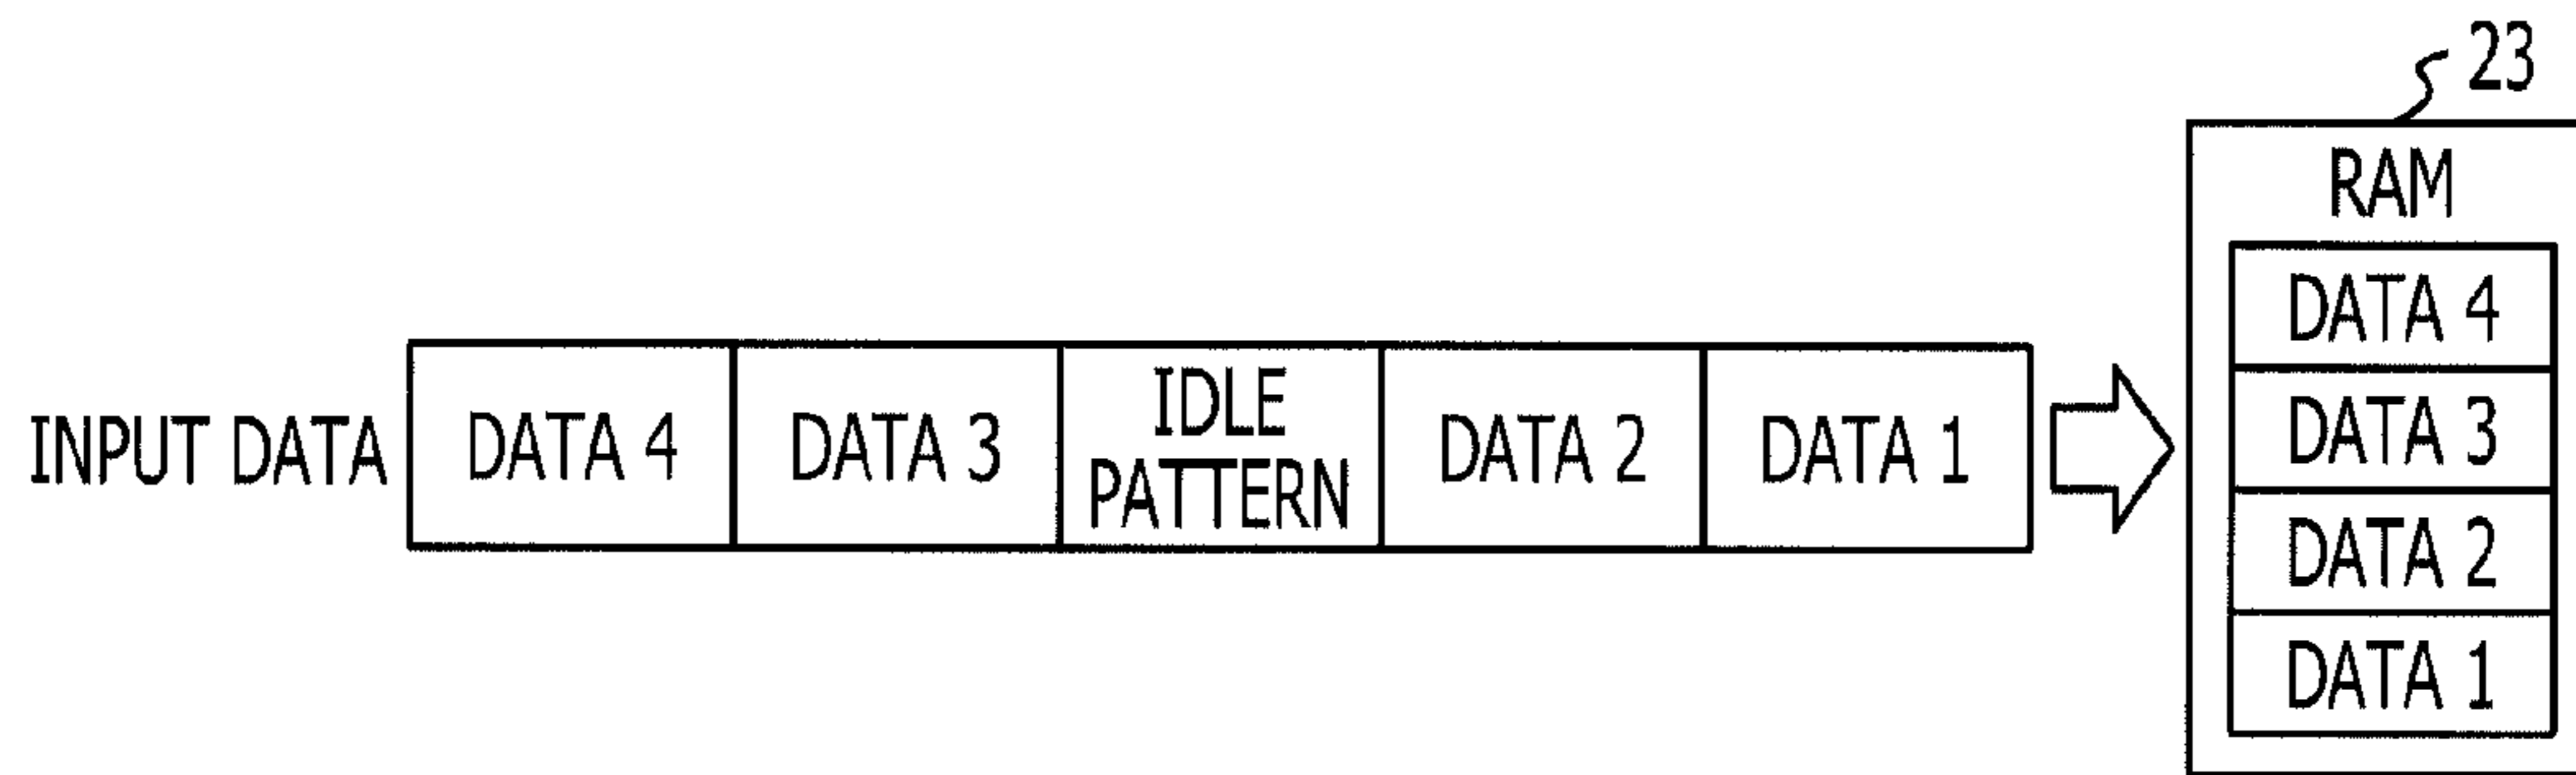 23
RAM
DATA 4
DATA 3
DATA 2
DATA 1
INPUT DATA
DATA 4
DATA 3
IDLE
PATTERN
DATA 2
DATA 1